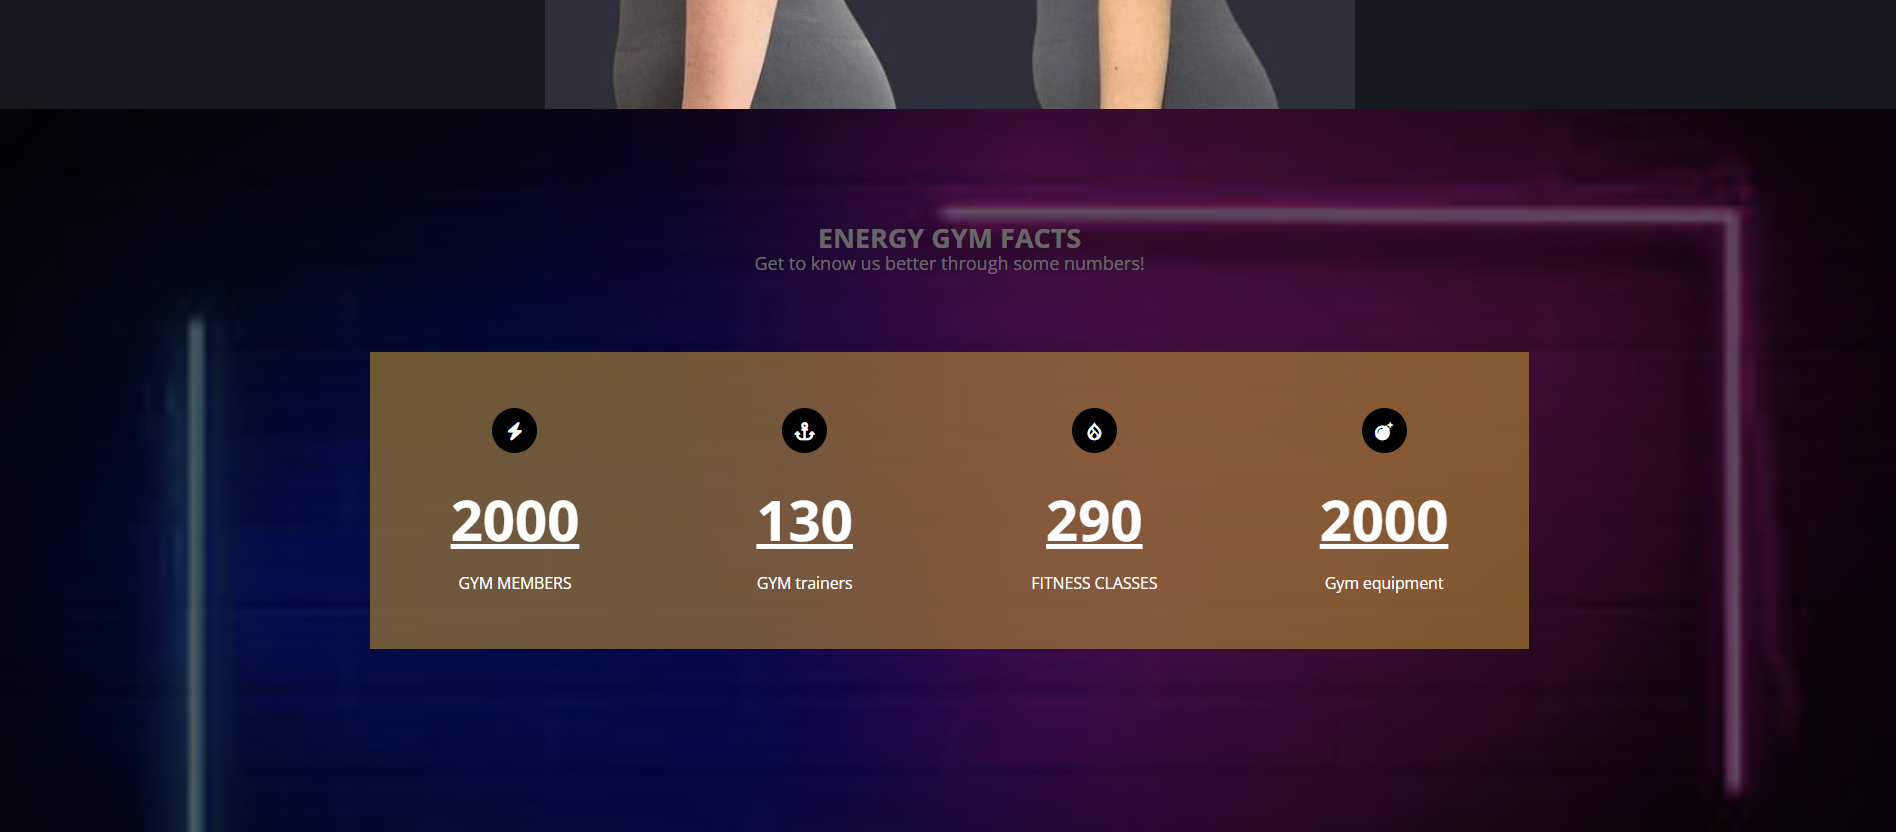 ENERGY GYM FACTS
Get to know us better through some numbers!
2000 130 290 2000
GYM MEMBERS GYM trainers FITNESS CLASSES Gym equipment